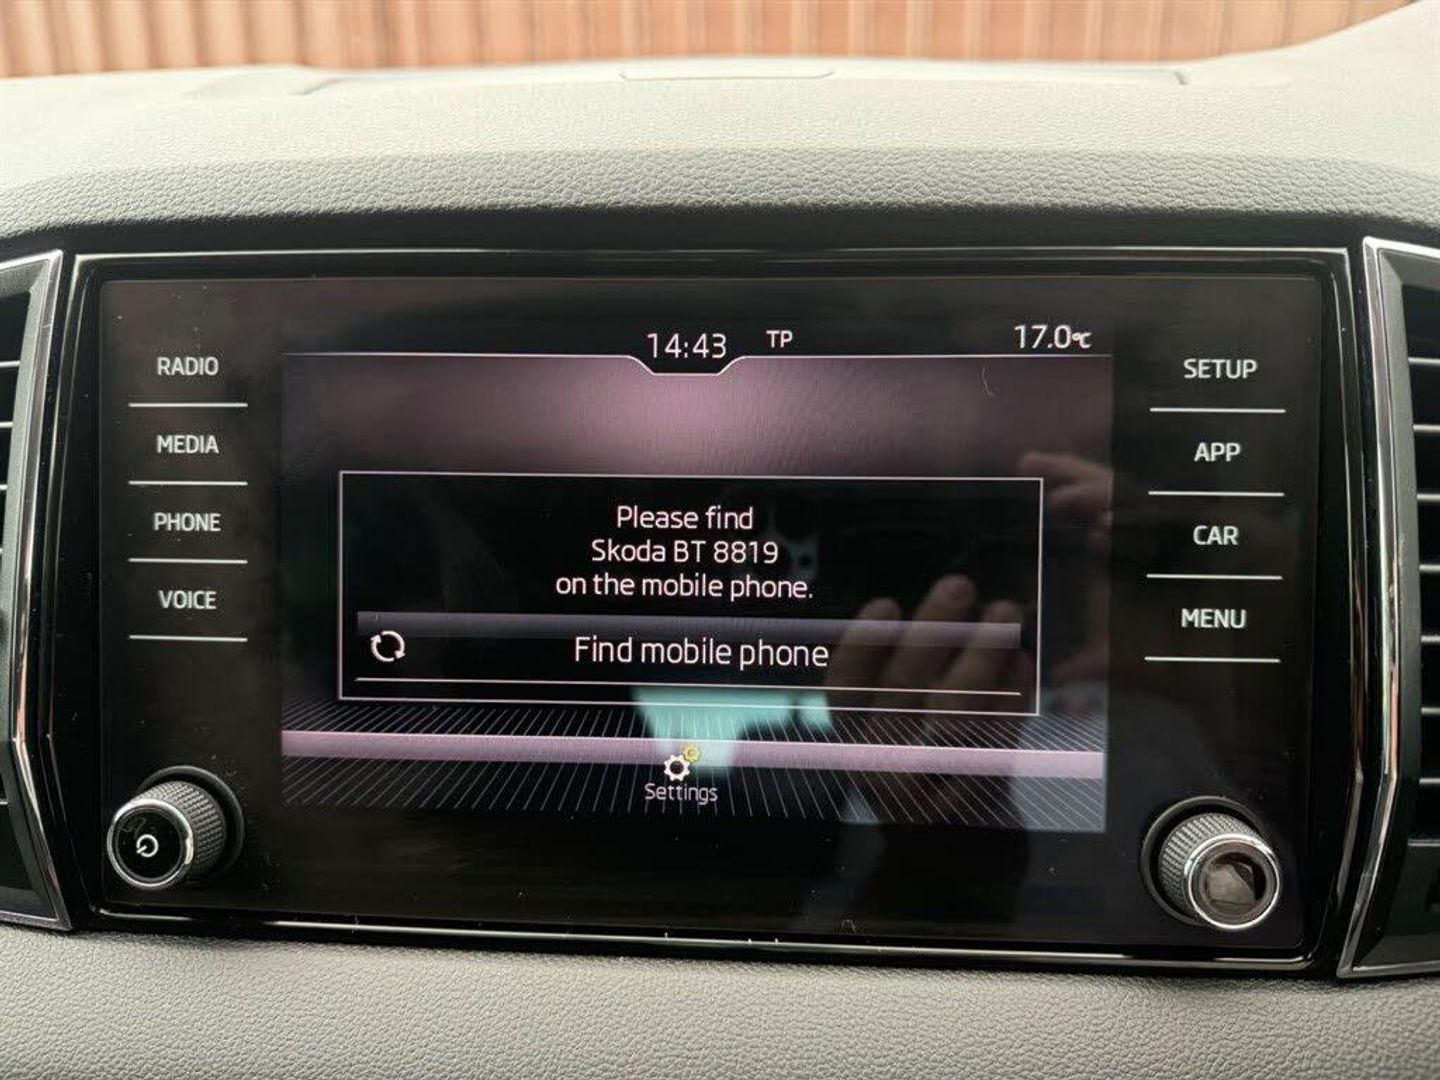 14:43 TP 17.0°C
RADIO
MEDIA
PHONE
VOICE
Please find
Skoda BT 8819
on the mobile phone.
Find mobile phone
Settings
SETUP
APP
CAR
MENU